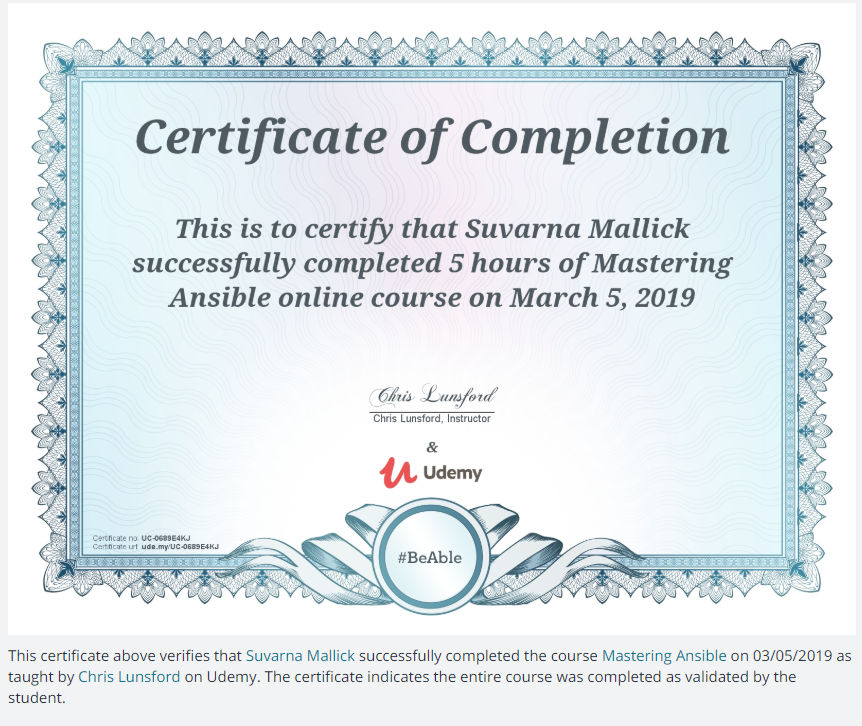 Certificate of Completion
This is to certify that Suvarna Mallick
successfully completed 5 hours of Mastering
Ansible online course on March 5, 2019
Chris Lunsford
Chris Lunsford, Instructor
&
Udemy
#BeAble
Certificate no. UC-0689E4KJ
Certificate url. ude.my/UC-0689E4KJ
This certificate above verifies that Suvarna Mallick successfully completed the course Mastering Ansible on 03/05/2019 as
taught by Chris Lunsford on Udemy. The certificate indicates the entire course was completed as validated by the
student.